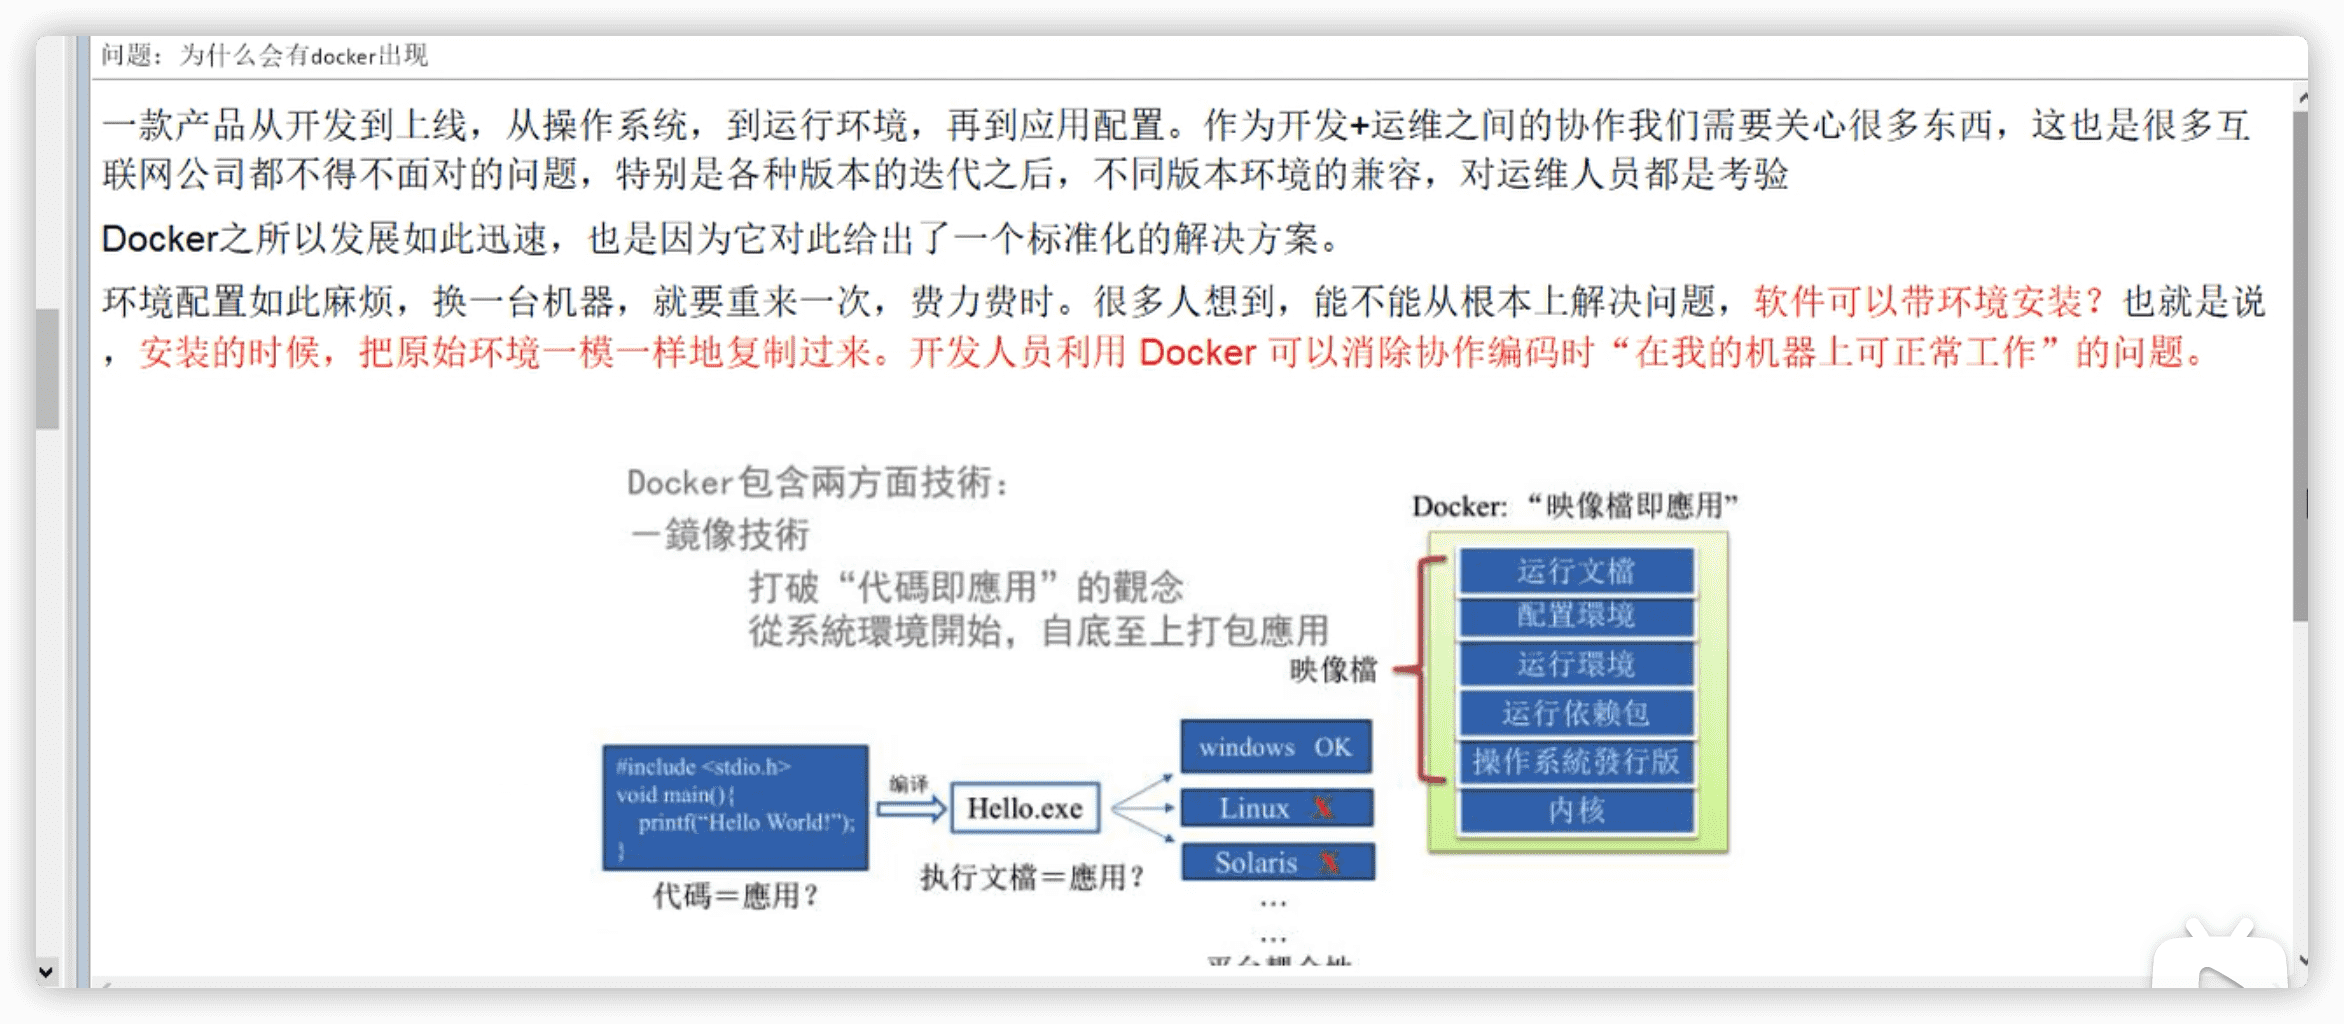 问题：为什么会有docker出现
一款产品从开发到上线，从操作系统，到运行环境，再到应用配置。作为开发+运维之间的协作我们需要关心很多东西，这也是很多互
联网公司都不得不面对的问题，特别是各种版本的迭代之后，不同版本环境的兼容，对运维人员都是考验
Docker之所以发展如此迅速，也是因为它对此给出了一个标准化的解决方案。
环境配置如此麻烦，换一台机器，就要重来一次，费力费时。很多人想到，能不能从根本上解决问题，软件可以带环境安装？也就是说
，安装的时候，把原始环境一模一样地复制过来。开发人员利用 Docker 可以消除协作编码时“在我的机器上可正常工作”的问题。
Docker包含兩方面技術：
－鏡像技術
打破“代碼即應用”的觀念
從系統環境開始，自底至上打包應用
Docker: “映像檔即應用”
运行文檔
配置環境
运行環境
运行依赖包
操作系統發行版
内核
映像檔
#include <stdio.h>
void main(){
printf(“Hello World!”);
}
代碼＝應用？
编译
Hello.exe
执行文檔＝應用？
windows OK
Linux X
Solaris X
...
...